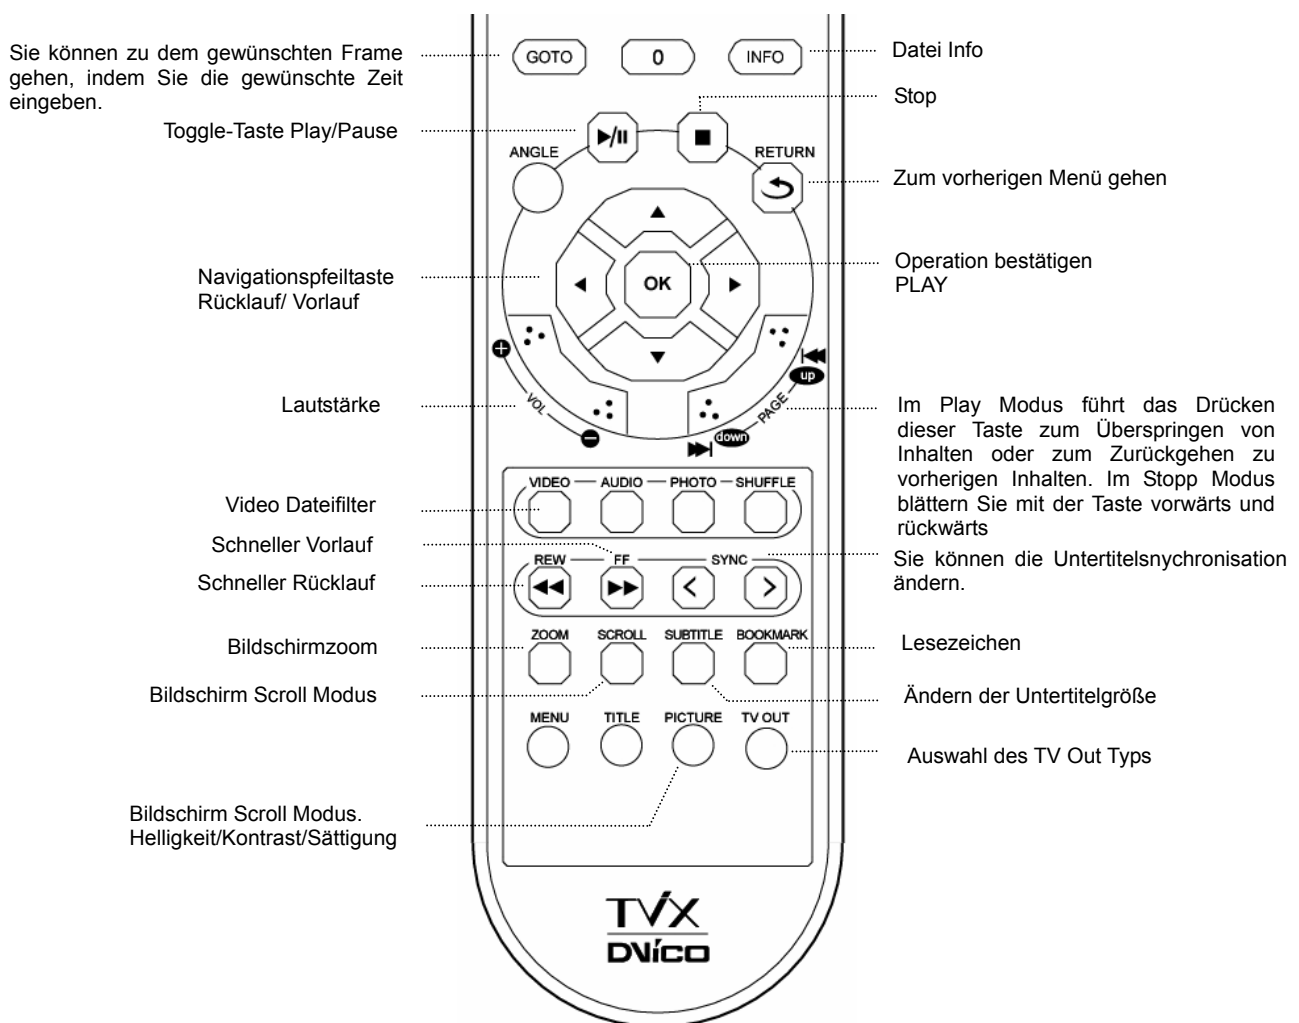 Sie können zu dem gewünschten Frame
gehen, indem Sie die gewünschte Zeit
eingeben.
GOTO
0
INFO
Datei Info
Stop
Toggle-Taste Play/Pause
ANGLE
RETURN
Zum vorherigen Menü gehen
Navigationspfeiltaste
Rücklauf/ Vorlauf
OK
Operation bestätigen
PLAY
up
Lautstärke
VOL
PAGE
down
Im Play Modus führt das Drücken
dieser Taste zum Überspringen von
Inhalten oder zum Zurückgehen zu
vorherigen Inhalten. Im Stopp Modus
blättern Sie mit der Taste vorwärts und
rückwärts
VIDEO AUDIO PHOTO SHUFFLE
Video Dateifilter
Schneller Vorlauf
Schneller Rücklauf
REW FF SYNC
Sie können die Untertitelsnychronisation
ändern.
ZOOM SCROLL SUBTITLE BOOKMARK
Bildschirmzoom
Lesezeichen
Bildschirm Scroll Modus
Ändern der Untertitelgröße
MENU TITLE PICTURE TV OUT
Auswahl des TV Out Typs
Bildschirm Scroll Modus.
Helligkeit/Kontrast/Sättigung
TViX
DViCO